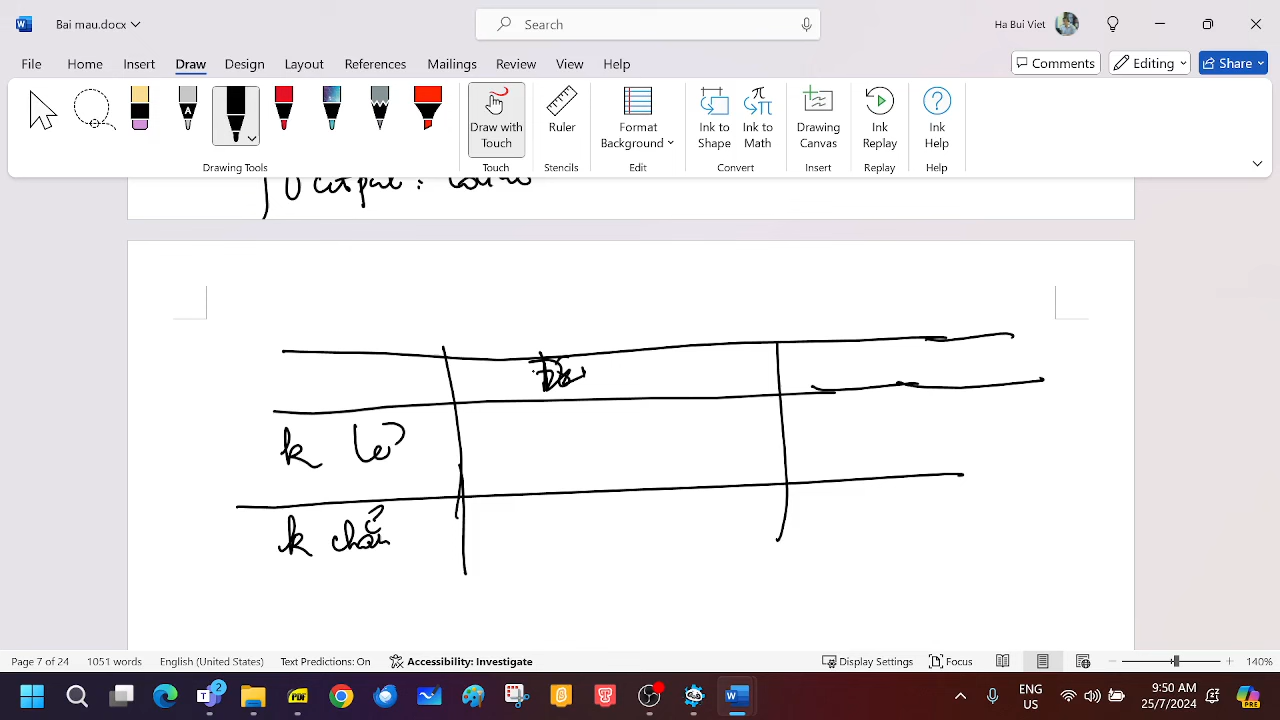 Bai mau.docx
Search
Ha Bui Viet
File Home Insert Draw Design Layout References Mailings Review View Help
Comments Editing Share
Draw with Touch
Ruler
Format Background
Ink to Shape
Ink to Math
Drawing Canvas
Ink Replay
Ink Help
Drawing Tools Touch Stencils Edit Convert Insert Replay Help
Output:
k lẻ
k chẵn
Page 7 of 24 1051 words English (United States) Text Predictions: On Accessibility: Investigate Display Settings Focus 140%
ENG 9:50 AM
US 25/7/2024